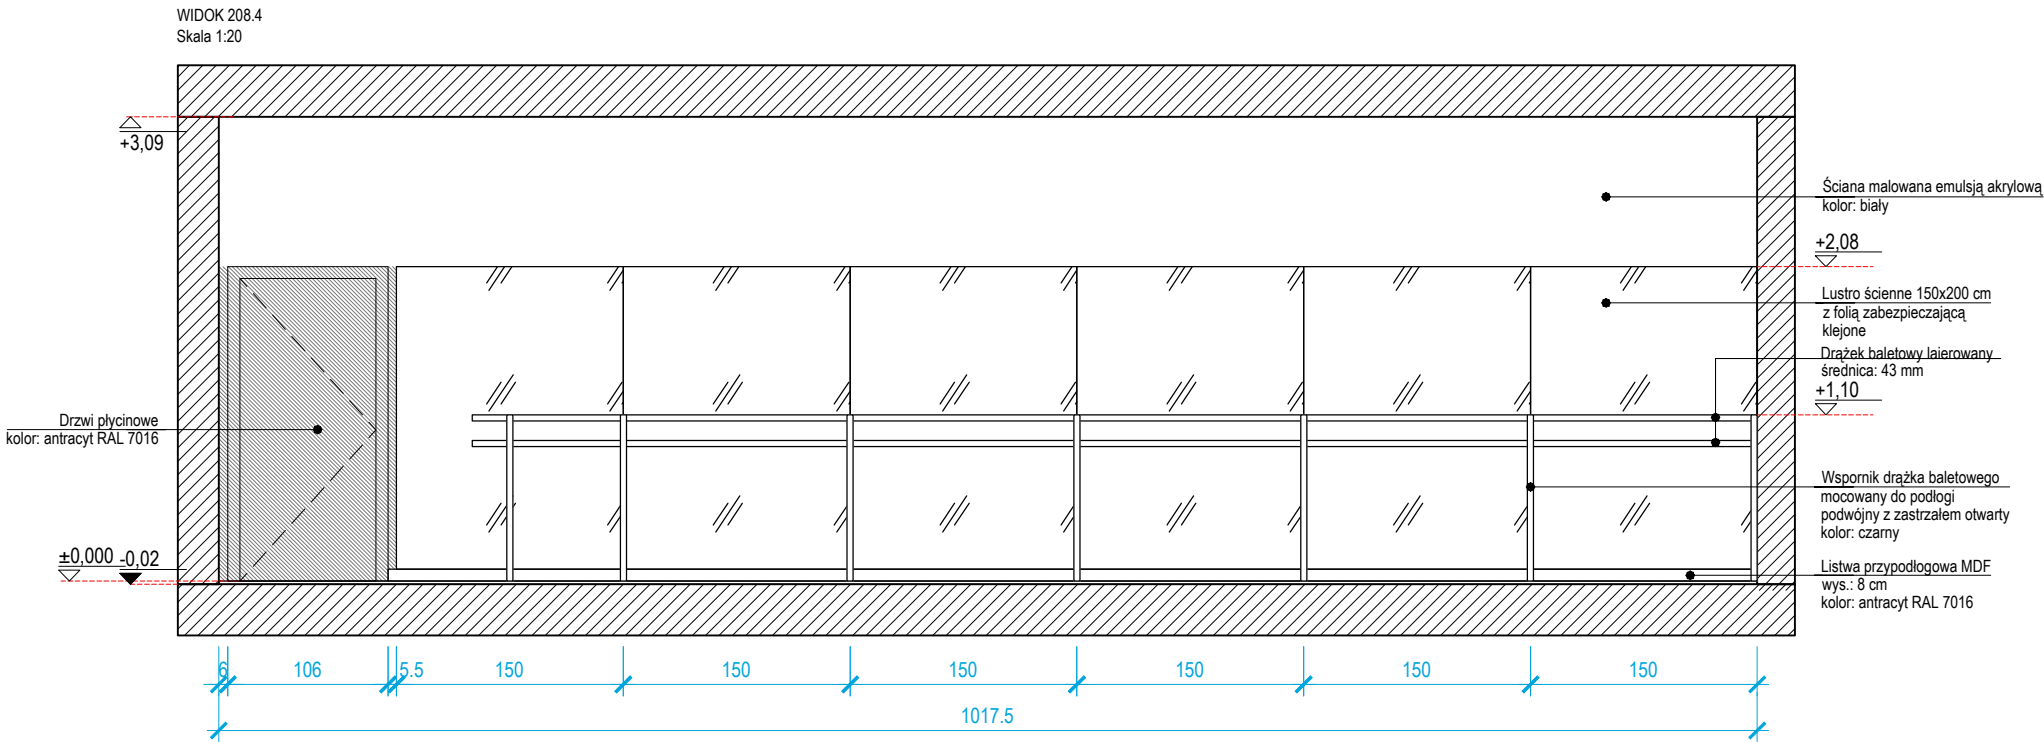 WIDOK 208.4
Skala 1:20
+3,09
Ściana malowana emulsją akrylową
kolor: biały
+2,08
Lustro ścienne 150x200 cm
z folią zabezpieczającą
klejone
Drążek baletowy laierowany
średnica: 43 mm
+1,10
Drzwi płycinowe
kolor: antracyt RAL 7016
Wspornik drążka baletowego
mocowany do podłogi
podwójny z zastrzałem otwarty
kolor: czarny
±0,000 -0,02
Listwa przypodłogowa MDF
wys.: 8 cm
kolor: antracyt RAL 7016
6 106 5.5 150 150 150 150 150 150
1017.5